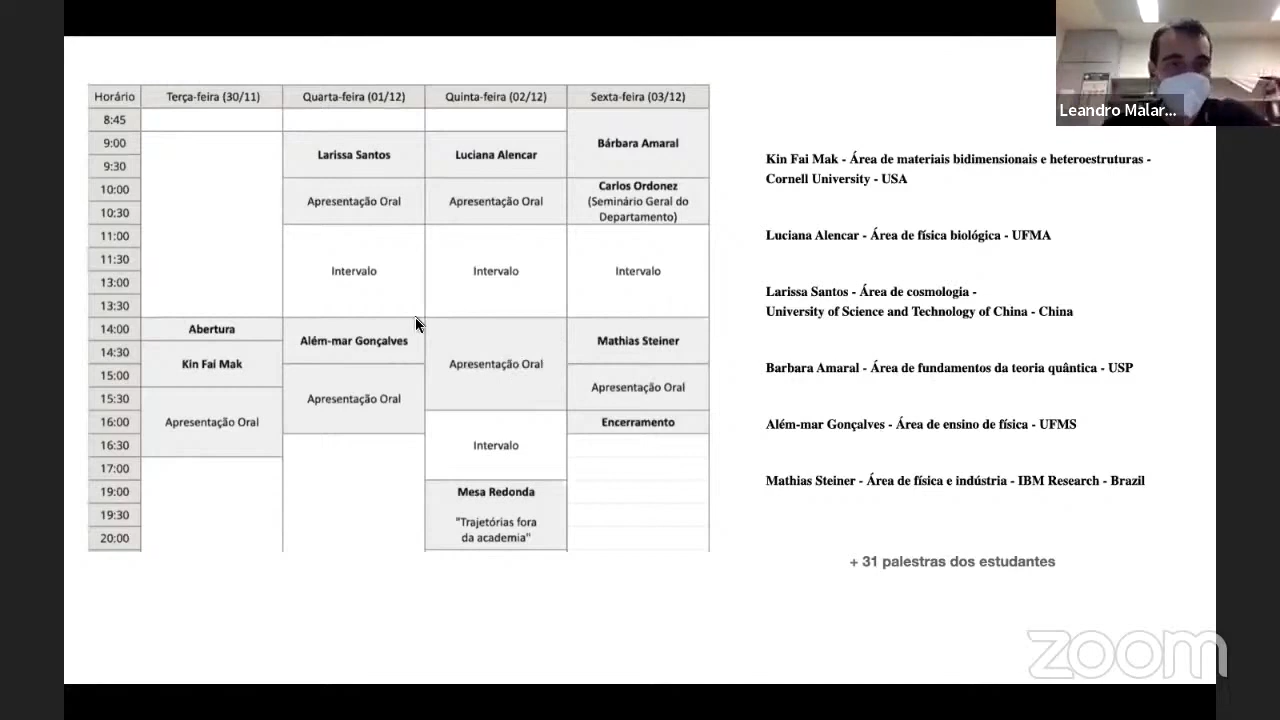 Leandro Malar...
Horário Terça-feira (30/11) Quarta-feira (01/12) Quinta-feira (02/12) Sexta-feira (03/12)
8:45
9:00 Bárbara Amaral
Larissa Santos Luciana Alencar
9:30
10:00 Carlos Ordonez
Apresentação Oral Apresentação Oral (Seminário Geral do
10:30 Departamento)
11:00
11:30
Intervalo Intervalo Intervalo
13:00
13:30
14:00 Abertura
Além-mar Gonçalves Mathias Steiner
14:30
Kin Fai Mak Apresentação Oral
15:00
Apresentação Oral
15:30
Apresentação Oral
16:00 Apresentação Oral Encerramento
16:30 Intervalo
17:00
19:00 Mesa Redonda
19:30 "Trajetórias fora
20:00 da academia"
Kin Fai Mak - Área de materiais bidimensionais e heteroestruturas -
Cornell University - USA
Luciana Alencar - Área de física biológica - UFMA
Larissa Santos - Área de cosmologia -
University of Science and Technology of China - China
Barbara Amaral - Área de fundamentos da teoria quântica - USP
Além-mar Gonçalves - Área de ensino de física - UFMS
Mathias Steiner - Área de física e indústria - IBM Research - Brazil
+ 31 palestras dos estudantes
zoom